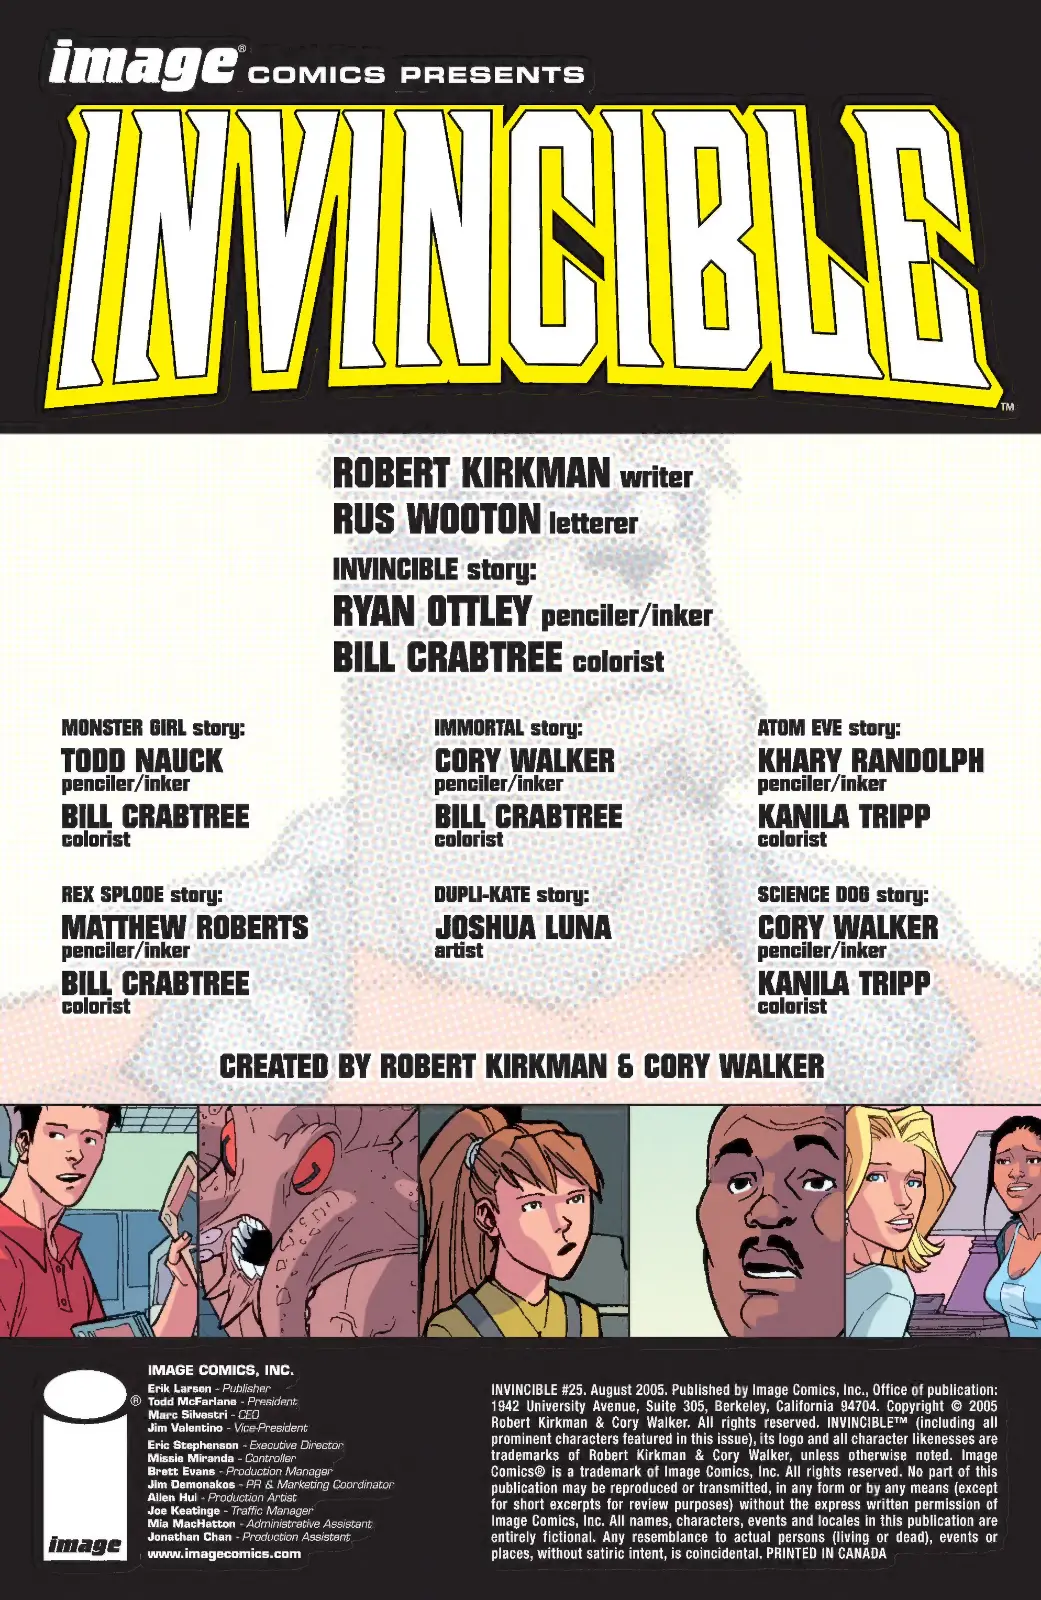 image® COMICS PRESENTS
INVINCIBLE™
ROBERT KIRKMAN writer
RUS WOOTON letterer
INVINCIBLE story:
RYAN OTTLEY penciler/inker
BILL CRABTREE colorist
MONSTER GIRL story:
TODD NAUCK
penciler/inker
BILL CRABTREE
colorist
IMMORTAL story:
CORY WALKER
penciler/inker
BILL CRABTREE
colorist
ATOM EVE story:
KHARY RANDOLPH
penciler/inker
KANILA TRIPP
colorist
REX SPLODE story:
MATTHEW ROBERTS
penciler/inker
BILL CRABTREE
colorist
DUPLI-KATE story:
JOSHUA LUNA
artist
SCIENCE DOG story:
CORY WALKER
penciler/inker
KANILA TRIPP
colorist
CREATED BY ROBERT KIRKMAN & CORY WALKER
image ®
IMAGE COMICS, INC.
Erik Larsen - Publisher
Todd McFarlane - President
Marc Silvestri - CEO
Jim Valentino - Vice-President
Eric Stephenson - Executive Director
Missie Miranda - Controller
Brett Evans - Production Manager
Jim Demonakos - PR & Marketing Coordinator
Allen Hui - Production Artist
Joe Keatinge - Traffic Manager
Mia MacHatton - Administrative Assistant
Jonathan Chan - Production Assistant
www.imagecomics.com
INVINCIBLE #25. August 2005. Published by Image Comics, Inc., Office of publication:
1942 University Avenue, Suite 305, Berkeley, California 94704. Copyright © 2005
Robert Kirkman & Cory Walker. All rights reserved. INVINCIBLE™ (including all
prominent characters featured in this issue), its logo and all character likenesses are
trademarks of Robert Kirkman & Cory Walker, unless otherwise noted. Image
Comics® is a trademark of Image Comics, Inc. All rights reserved. No part of this
publication may be reproduced or transmitted, in any form or by any means (except
for short excerpts for review purposes) without the express written permission of
Image Comics, Inc. All names, characters, events and locales in this publication are
entirely fictional. Any resemblance to actual persons (living or dead), events or
places, without satiric intent, is coincidental. PRINTED IN CANADA